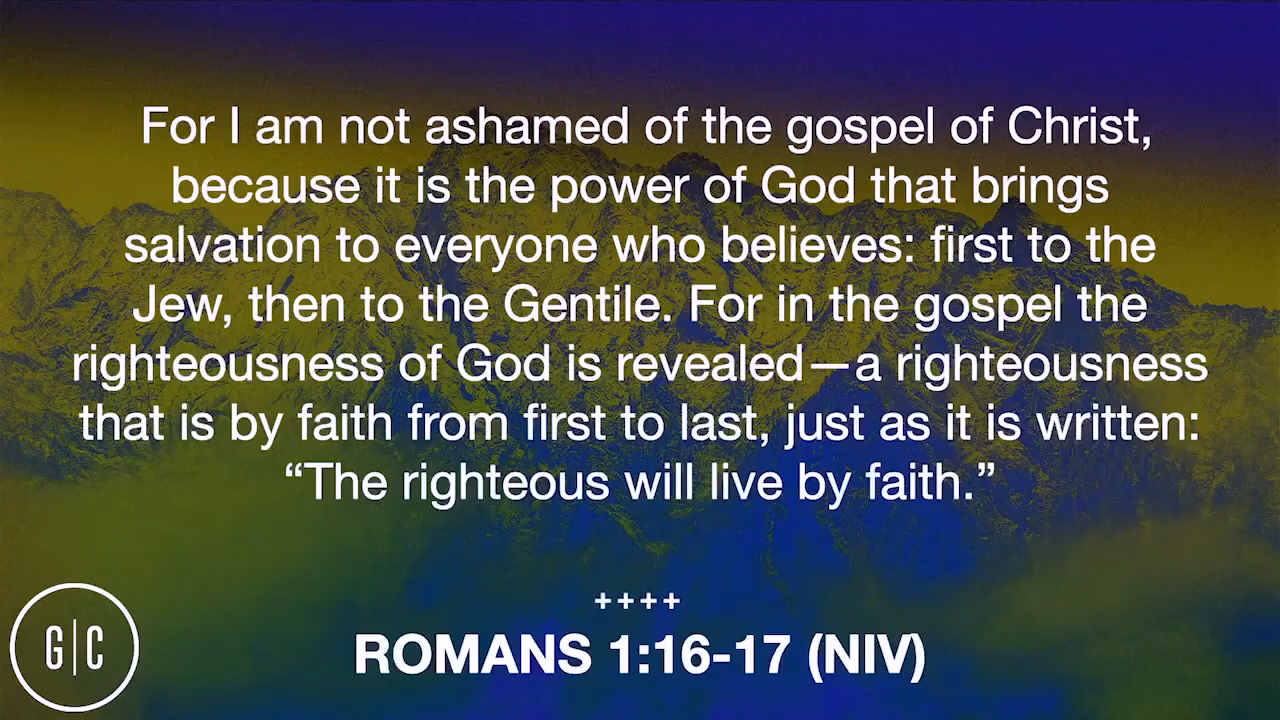 For I am not ashamed of the gospel of Christ,
because it is the power of God that brings
salvation to everyone who believes: first to the
Jew, then to the Gentile. For in the gospel the
righteousness of God is revealed—a righteousness
that is by faith from first to last, just as it is written:
“The righteous will live by faith.”
++++
ROMANS 1:16-17 (NIV)
G|C